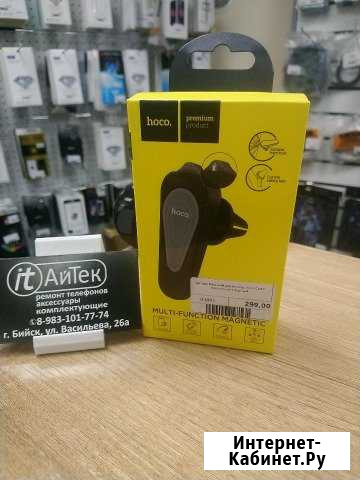 hoco.
premium
product
hoco.
299,00
MULTI-FUNCTION MAGNETIC
it АйТек
ремонт телефонов
аксессуары
комплектующие
8-983-101-77-74
г. Бийск, ул. Васильева, 26а
Интернет-
Кабинет.Ру